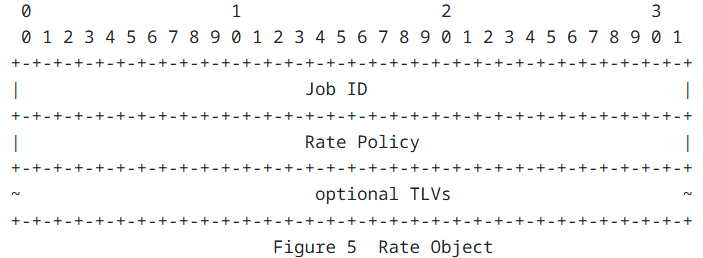 0                   1                   2                   3
 0 1 2 3 4 5 6 7 8 9 0 1 2 3 4 5 6 7 8 9 0 1 2 3 4 5 6 7 8 9 0 1
+-+-+-+-+-+-+-+-+-+-+-+-+-+-+-+-+-+-+-+-+-+-+-+-+-+-+-+-+-+-+-+-+
|                           Job ID                              |
+-+-+-+-+-+-+-+-+-+-+-+-+-+-+-+-+-+-+-+-+-+-+-+-+-+-+-+-+-+-+-+-+
|                           Rate Policy                         |
+-+-+-+-+-+-+-+-+-+-+-+-+-+-+-+-+-+-+-+-+-+-+-+-+-+-+-+-+-+-+-+-+
~                            optional TLVs                      ~
+-+-+-+-+-+-+-+-+-+-+-+-+-+-+-+-+-+-+-+-+-+-+-+-+-+-+-+-+-+-+-+-+
                        Figure 5  Rate Object